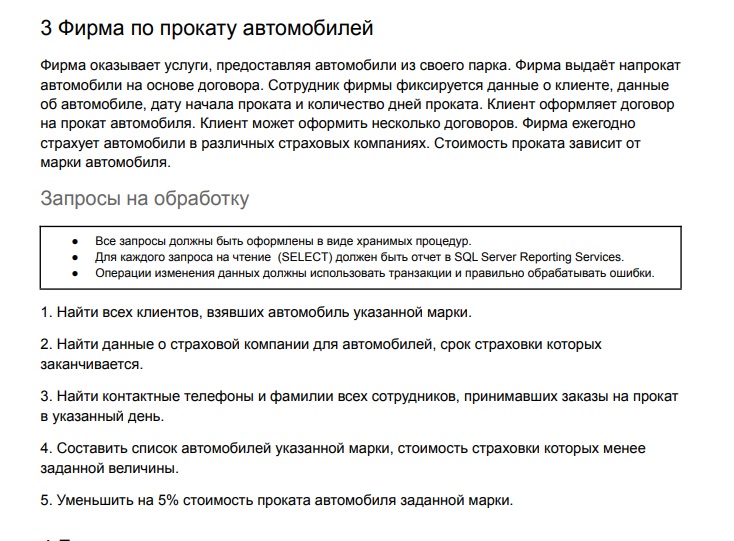 3 Фирма по прокату автомобилей
Фирма оказывает услуги, предоставляя автомобили из своего парка. Фирма выдаёт напрокат
автомобили на основе договора. Сотрудник фирмы фиксируется данные о клиенте, данные
об автомобиле, дату начала проката и количество дней проката. Клиент оформляет договор
на прокат автомобиля. Клиент может оформить несколько договоров. Фирма ежегодно
страхует автомобили в различных страховых компаниях. Стоимость проката зависит от
марки автомобиля.
Запросы на обработку
● Все запросы должны быть оформлены в виде хранимых процедур.
● Для каждого запроса на чтение (SELECT) должен быть отчет в SQL Server Reporting Services.
● Операции изменения данных должны использовать транзакции и правильно обрабатывать ошибки.
1. Найти всех клиентов, взявших автомобиль указанной марки.
2. Найти данные о страховой компании для автомобилей, срок страховки которых
заканчивается.
3. Найти контактные телефоны и фамилии всех сотрудников, принимавших заказы на прокат
в указанный день.
4. Составить список автомобилей указанной марки, стоимость страховки которых менее
заданной величины.
5. Уменьшить на 5% стоимость проката автомобиля заданной марки.